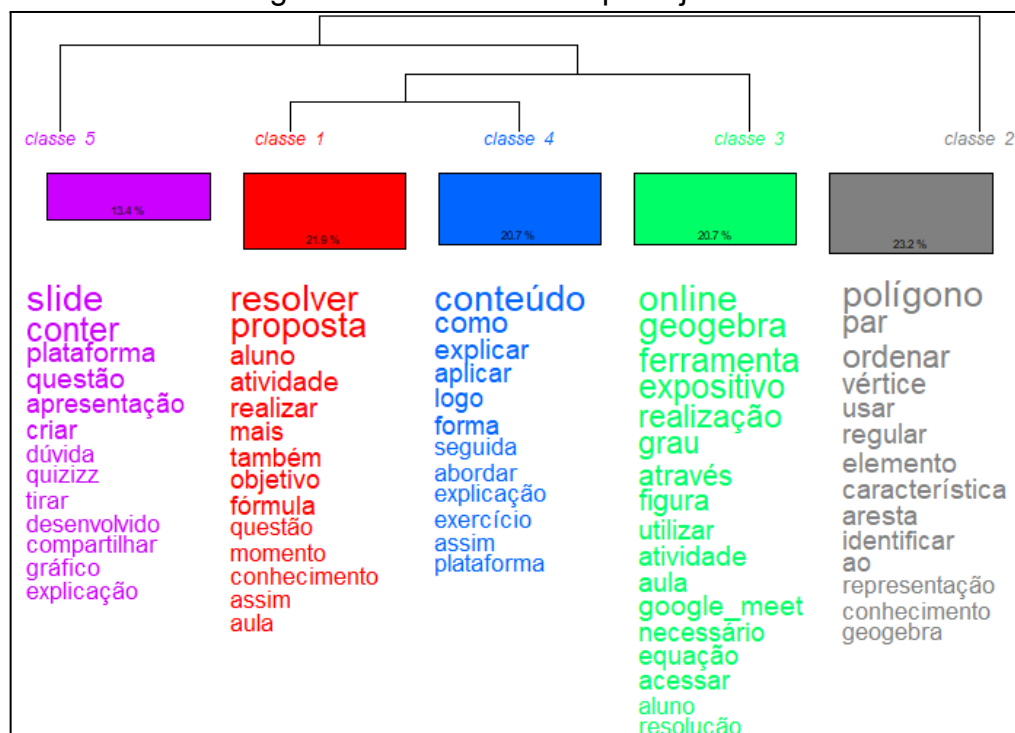 classe 5
classe 1
classe 4
classe 3
classe 2
13.4 %
21.9 %
20.7 %
20.7 %
23.2 %
slide
conter
plataforma
questão
apresentação
criar
dúvida
quizizz
tirar
desenvolvido
compartilhar
gráfico
explicação
resolver
proposta
aluno
atividade
realizar
mais
também
objetivo
fórmula
questão
momento
conhecimento
assim
aula
conteúdo
como
explicar
aplicar
logo
forma
seguida
abordar
explicação
exercício
assim
plataforma
online
geogebra
ferramenta
expositivo
realização
grau
através
figura
utilizar
atividade
aula
google_meet
necessário
equação
acessar
aluno
resolução
polígono
par
ordenar
vértice
usar
regular
elemento
característica
aresta
identificar
ao
representação
conhecimento
geogebra